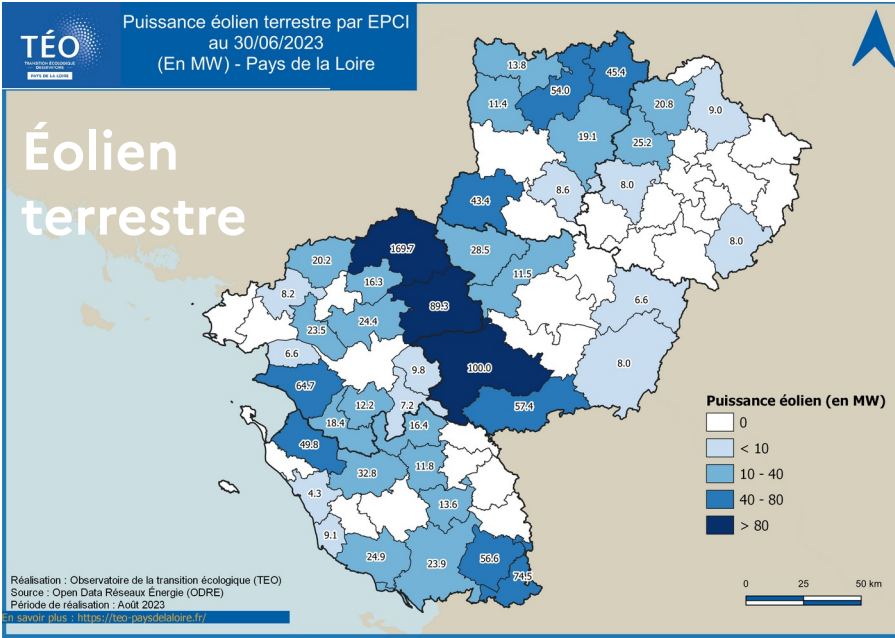 TÉO
TRANSITION ÉCOLOGIQUE
OBSERVATOIRE
PAYS DE LA LOIRE
Puissance éolien terrestre par EPCI
au 30/06/2023
(En MW) - Pays de la Loire
Éolien
terrestre
13.8
54.0
45.4
11.4
20.8
9.0
19.1
25.2
43.4
8.6
8.0
8.0
169.7
28.5
20.2
11.5
16.3
8.2
89.3
6.6
23.5
24.4
6.6
9.8
100.0
8.0
64.7
12.2
7.2
57.4
18.4
16.4
49.8
32.8
11.8
4.3
13.6
9.1
24.9
23.9
56.6
74.5
Puissance éolien (en MW)
0
< 10
10 - 40
40 - 80
> 80
0 25 50 km
Réalisation : Observatoire de la transition écologique (TEO)
Source : Open Data Réseaux Énergie (ODRE)
Période de réalisation : Août 2023
En savoir plus : https://teo-paysdelaloire.fr/